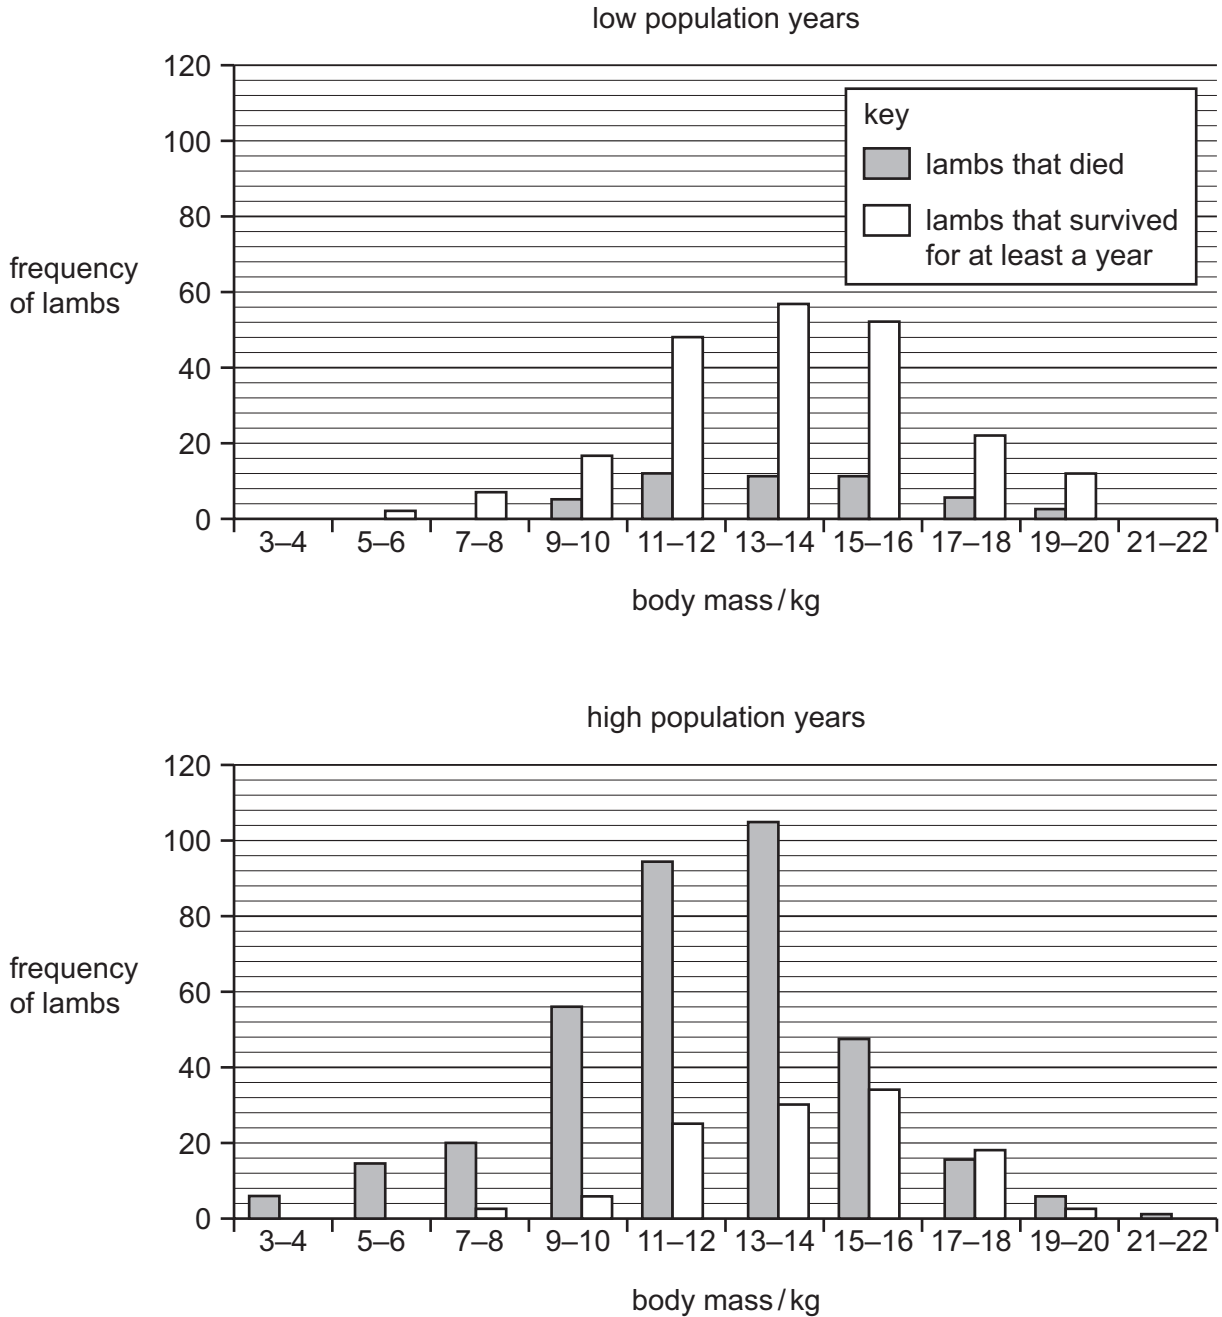 low population years
120
100
80
60
40
20
0
frequency
of lambs
key
lambs that died
lambs that survived
for at least a year
3–4 5–6 7–8 9–10 11–12 13–14 15–16 17–18 19–20 21–22
body mass / kg
high population years
120
100
80
60
40
20
0
frequency
of lambs
3–4 5–6 7–8 9–10 11–12 13–14 15–16 17–18 19–20 21–22
body mass / kg